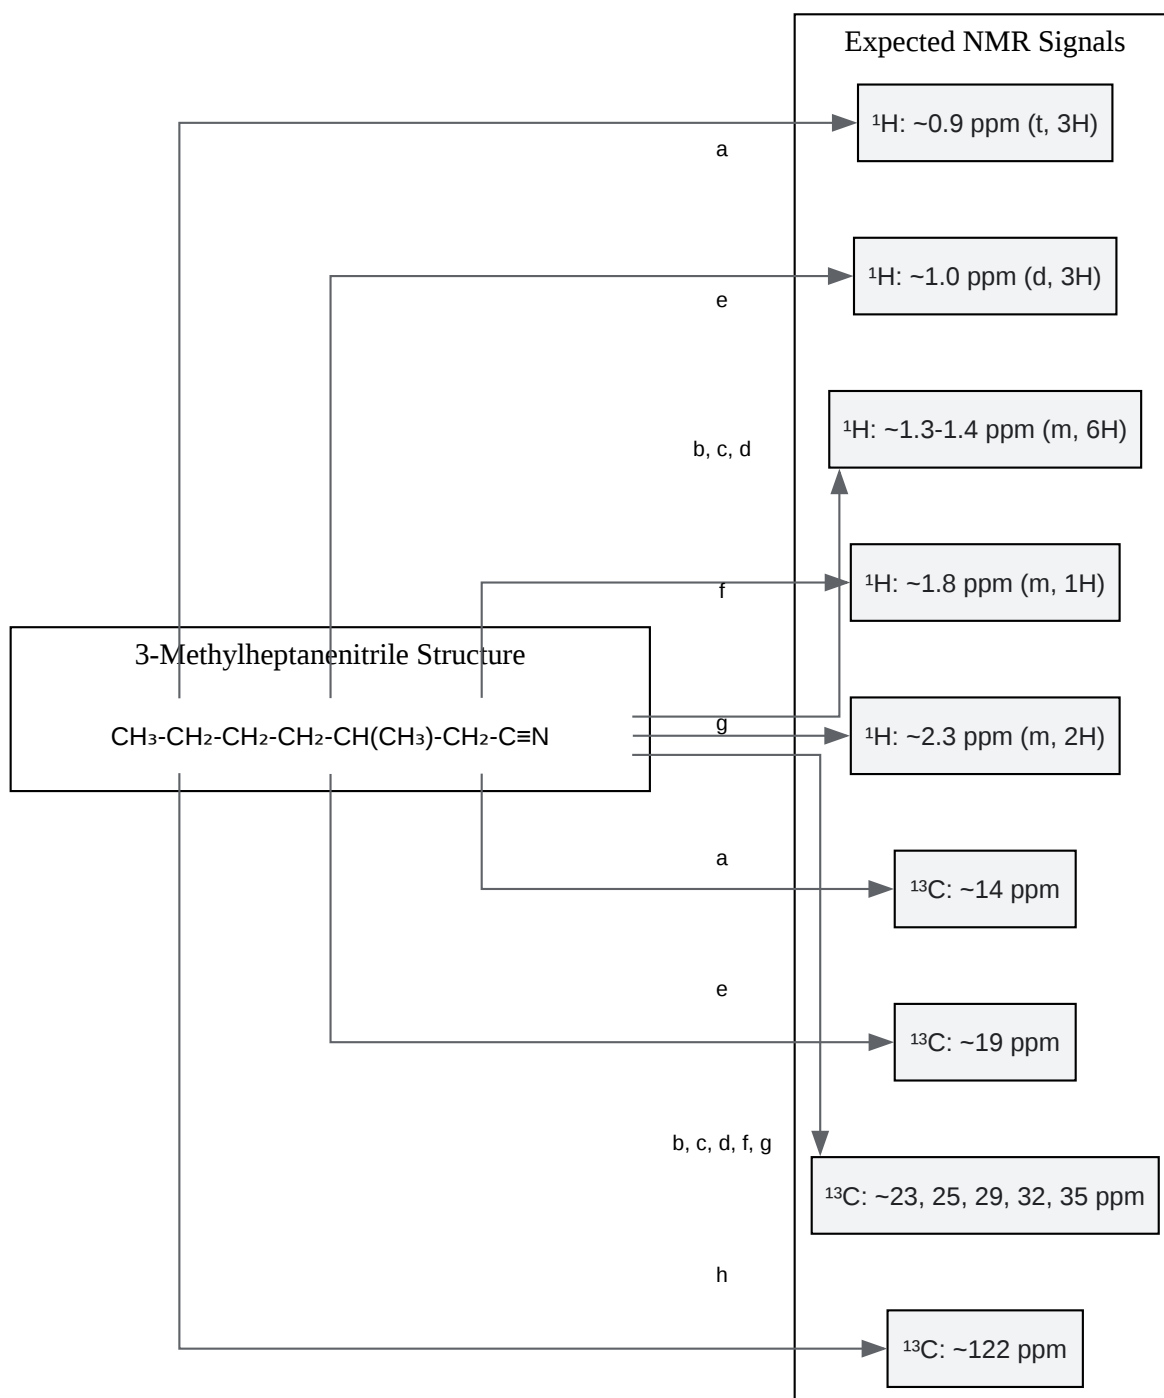 Expected NMR Signals
¹H: ~0.9 ppm (t, 3H)
a
¹H: ~1.0 ppm (d, 3H)
e
¹H: ~1.3-1.4 ppm (m, 6H)
b, c, d
¹H: ~1.8 ppm (m, 1H)
f
3-Methylheptanenitrile Structure
CH₃-CH₂-CH₂-CH₂-CH(CH₃)-CH₂-C≡N
g
¹H: ~2.3 ppm (m, 2H)
a
¹³C: ~14 ppm
e
¹³C: ~19 ppm
b, c, d, f, g
¹³C: ~23, 25, 29, 32, 35 ppm
h
¹³C: ~122 ppm